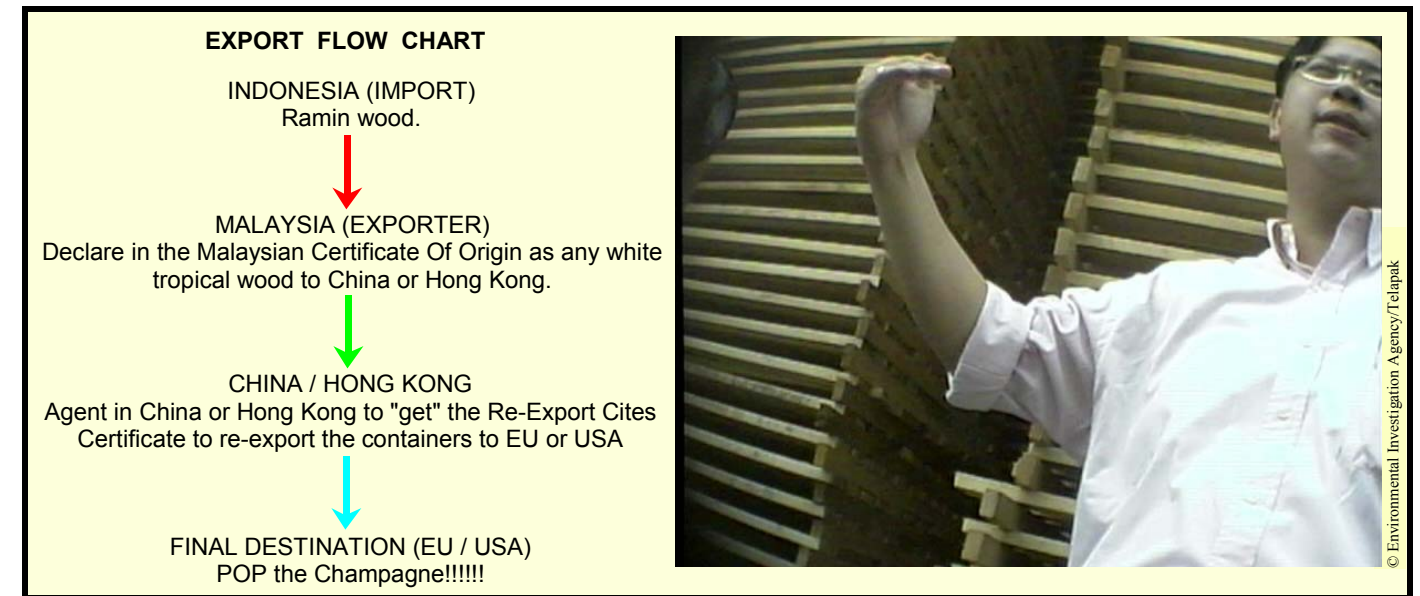 EXPORT FLOW CHART
INDONESIA (IMPORT)
Ramin wood.
MALAYSIA (EXPORTER)
Declare in the Malaysian Certificate Of Origin as any white
tropical wood to China or Hong Kong.
CHINA / HONG KONG
Agent in China or Hong Kong to "get" the Re-Export Cites
Certificate to re-export the containers to EU or USA
FINAL DESTINATION (EU / USA)
POP the Champagne!!!!!!
© Environmental Investigation Agency/Telapak